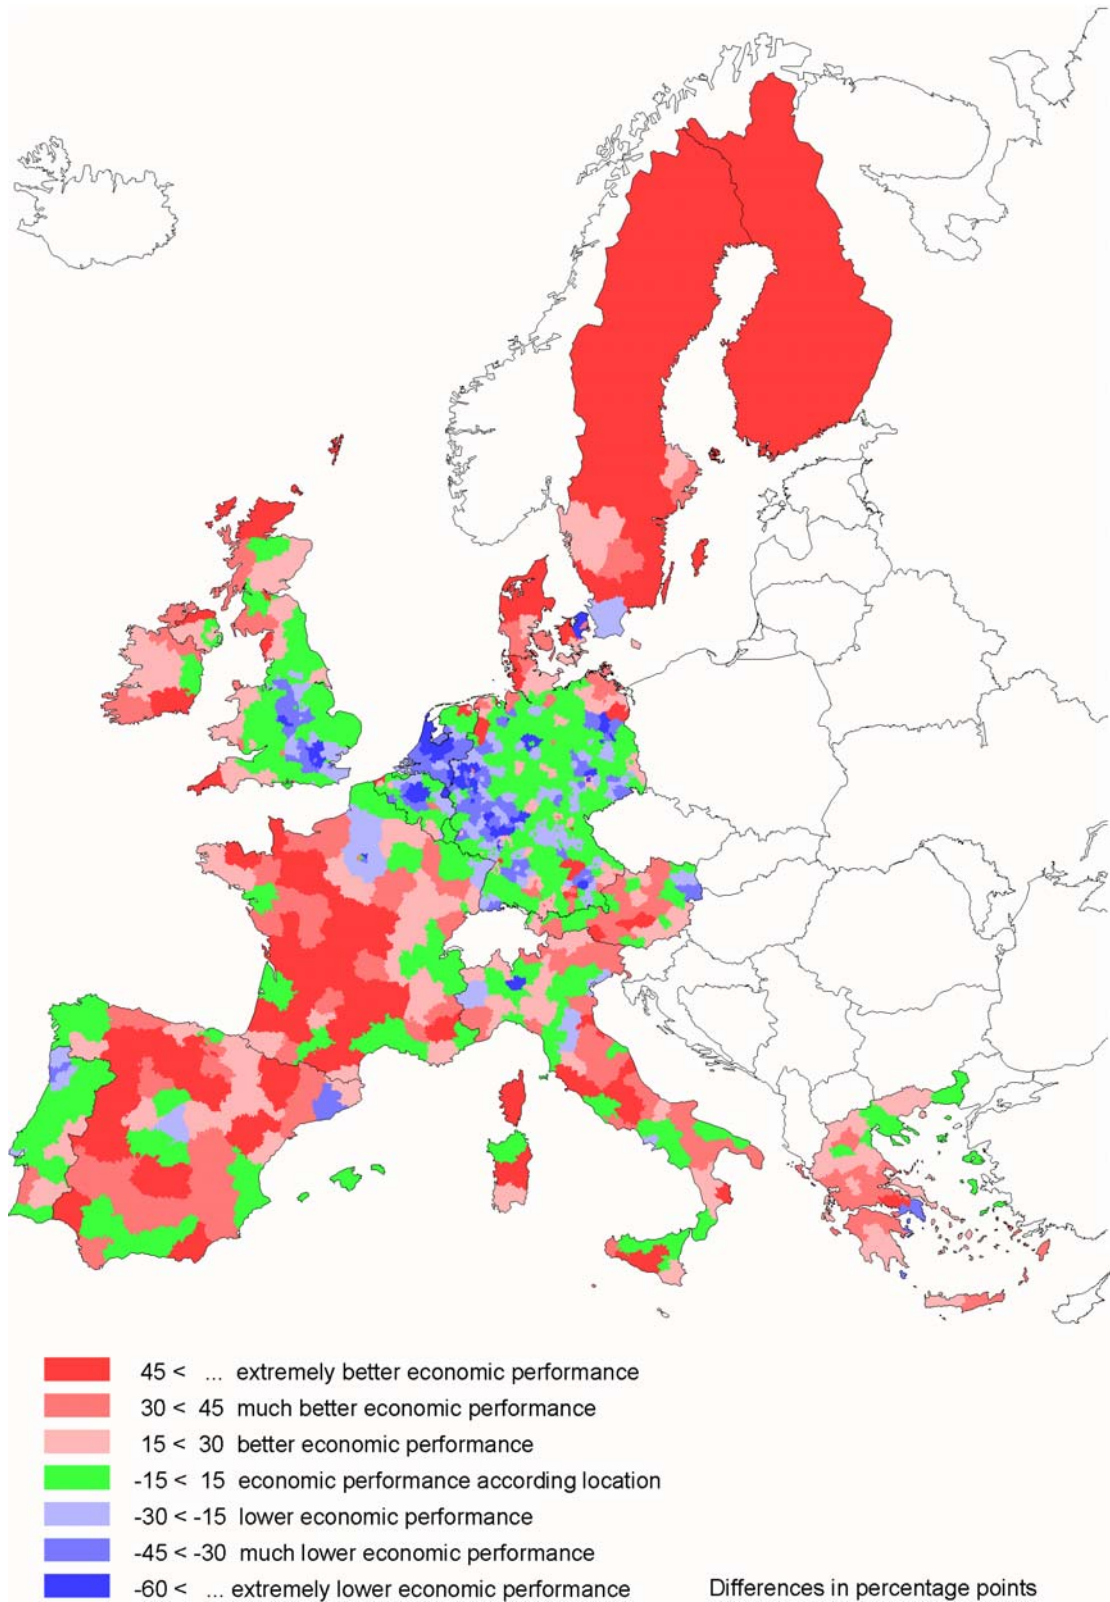 45 < ... extremely better economic performance
30 < 45 much better economic performance
15 < 30 better economic performance
-15 < 15 economic performance according location
-30 < -15 lower economic performance
-45 < -30 much lower economic performance
-60 < ... extremely lower economic performance
Differences in percentage points